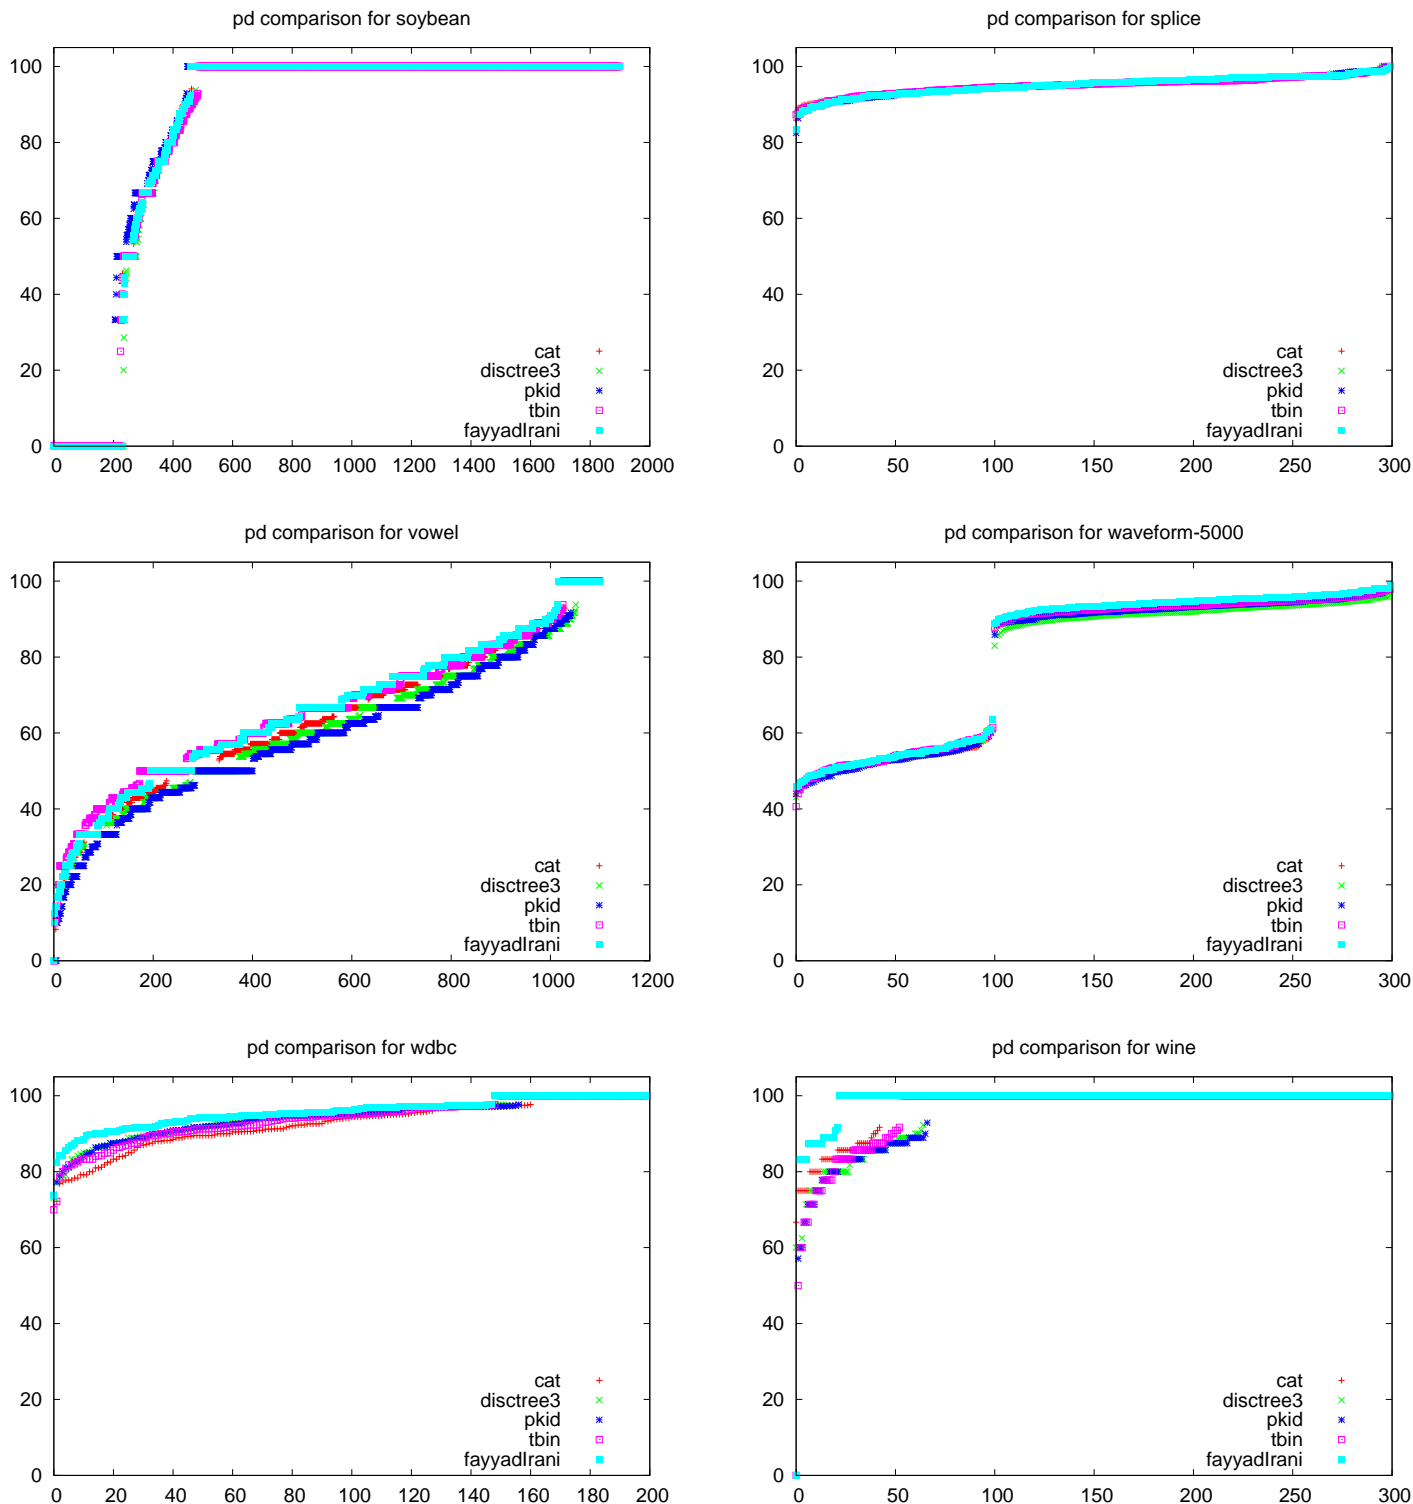 pd comparison for soybean
100
80
60
40
20
0
cat
disctree3
pkid
tbin
fayyadIrani
0 200 400 600 800 1000 1200 1400 1600 1800 2000
pd comparison for splice
100
80
60
40
20
0
cat
disctree3
pkid
tbin
fayyadIrani
0 50 100 150 200 250 300
pd comparison for vowel
100
80
60
40
20
0
cat
disctree3
pkid
tbin
fayyadIrani
0 200 400 600 800 1000 1200
pd comparison for waveform-5000
100
80
60
40
20
0
cat
disctree3
pkid
tbin
fayyadIrani
0 50 100 150 200 250 300
pd comparison for wdbc
100
80
60
40
20
0
cat
disctree3
pkid
tbin
fayyadIrani
0 20 40 60 80 100 120 140 160 180 200
pd comparison for wine
100
80
60
40
20
0
cat
disctree3
pkid
tbin
fayyadIrani
0 50 100 150 200 250 300